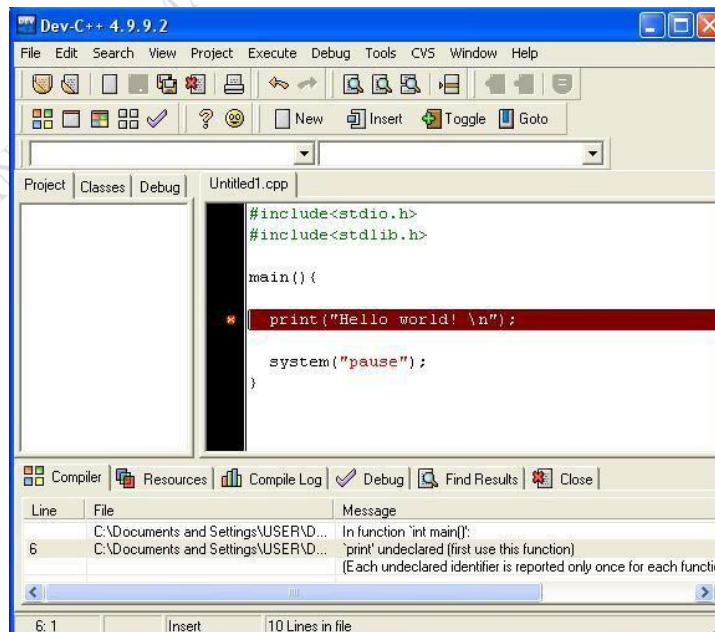 Dev-C++ 4.9.9.2
File Edit Search View Project Execute Debug Tools CVS Window Help
New Insert Toggle Goto
Project Classes Debug Untitled1.cpp
#include<stdio.h>
#include<stdlib.h>
main(){
print("Hello world! \n");
system("pause");
}
Compiler Resources Compile Log Debug Find Results Close
Line File Message
C:\Documents and Settings\USER\D... In function `int main()':
6 C:\Documents and Settings\USER\D... `print' undeclared (first use this function)
(Each undeclared identifier is reported only once for each functi
6: 1 Insert 10 Lines in file